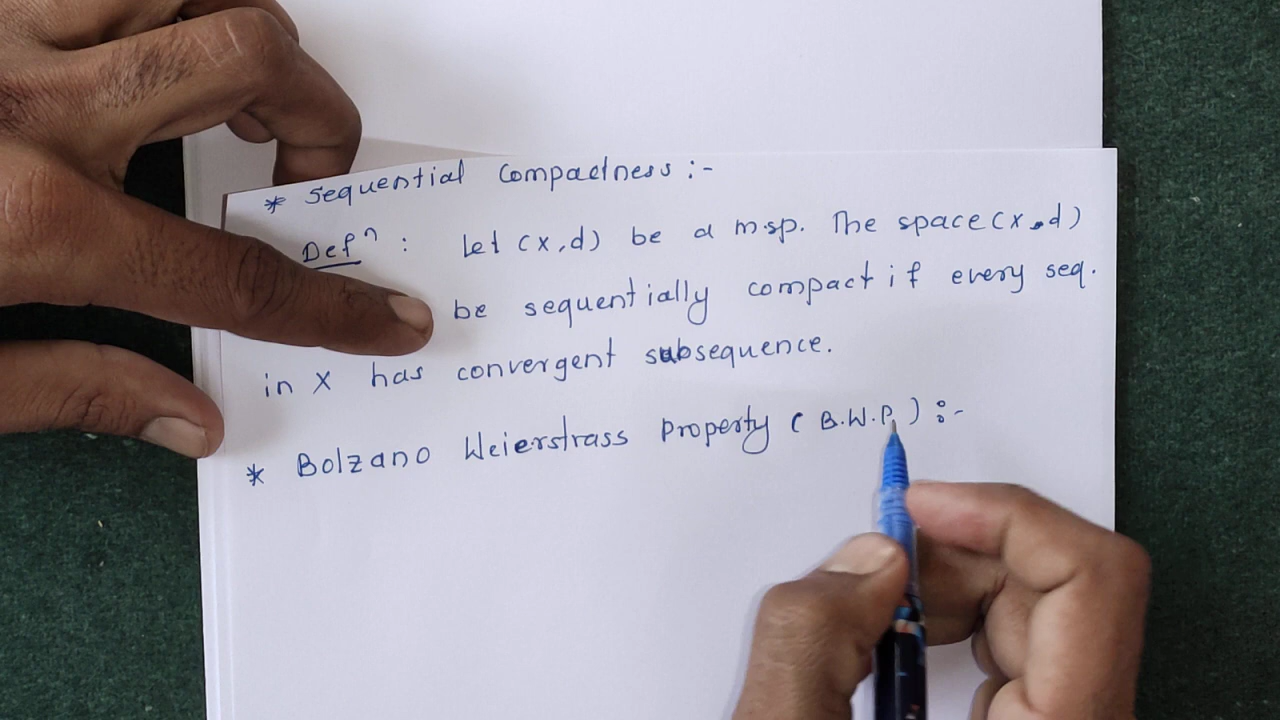 * Sequential Compactness :-
Defⁿ : Let (X,d) be a m.sp. The space (X,d)
be sequentially compact if every seq.
in X has convergent subsequence.
* Bolzano Weierstrass Property ( B.W.P. ) :-